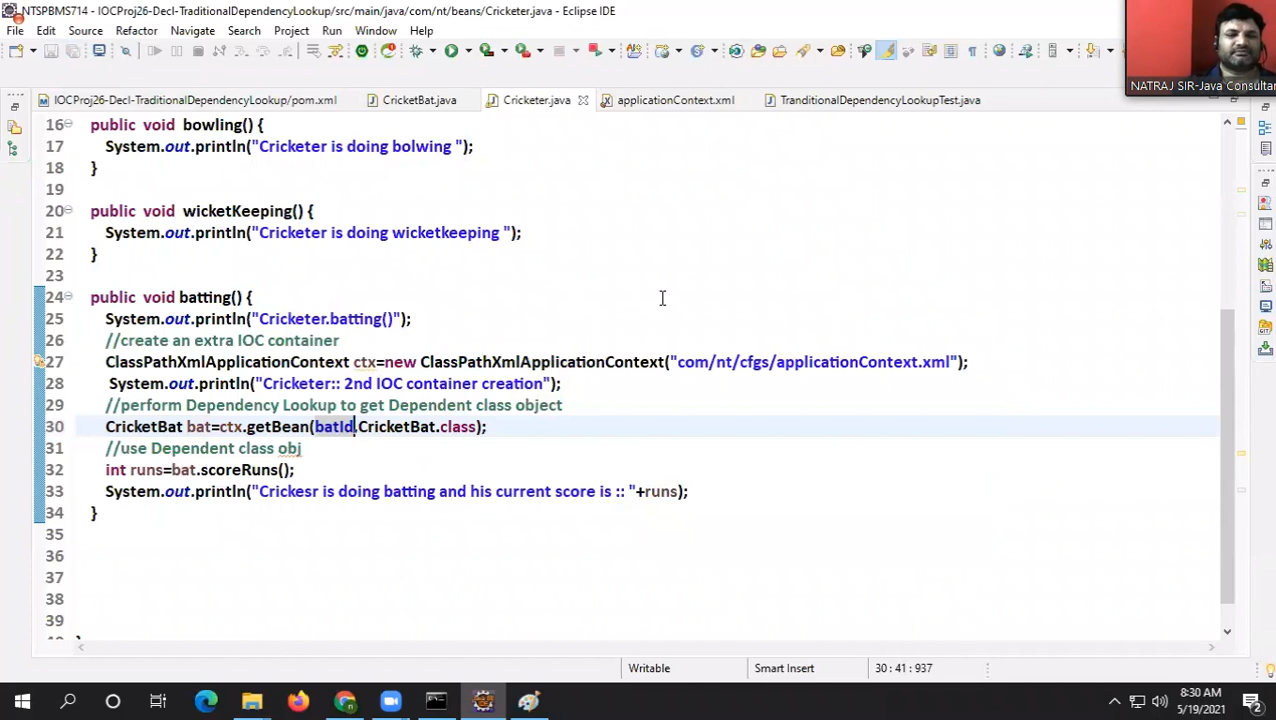 NTSPBMS714 - IOCProj26-Decl-TraditionalDependencyLookup/src/main/java/com/nt/beans/Cricketer.java - Eclipse IDE
File Edit Source Refactor Navigate Search Project Run Window Help
NATRAJ SIR-Java Consultan
IOCProj26-Decl-TraditionalDependencyLookup/pom.xml CricketBat.java Cricketer.java applicationContext.xml TranditionalDependencyLookupTest.java
16 public void bowling() {
17 System.out.println("Cricketer is doing bolwing ");
18 }
19
20 public void wicketKeeping() {
21 System.out.println("Cricketer is doing wicketkeeping ");
22 }
23
24 public void batting() {
25 System.out.println("Cricketer.batting()");
26 //create an extra IOC container
27 ClassPathXmlApplicationContext ctx=new ClassPathXmlApplicationContext("com/nt/cfgs/applicationContext.xml");
28 System.out.println("Cricketer:: 2nd IOC container creation");
29 //perform Dependency Lookup to get Dependent class object
30 CricketBat bat=ctx.getBean(batId,CricketBat.class);
31 //use Dependent class obj
32 int runs=bat.scoreRuns();
33 System.out.println("Crickesr is doing batting and his current score is :: "+runs);
34 }
35
36
37
38
39
Writable Smart Insert 30 : 41 : 937
8:30 AM
5/19/2021
2